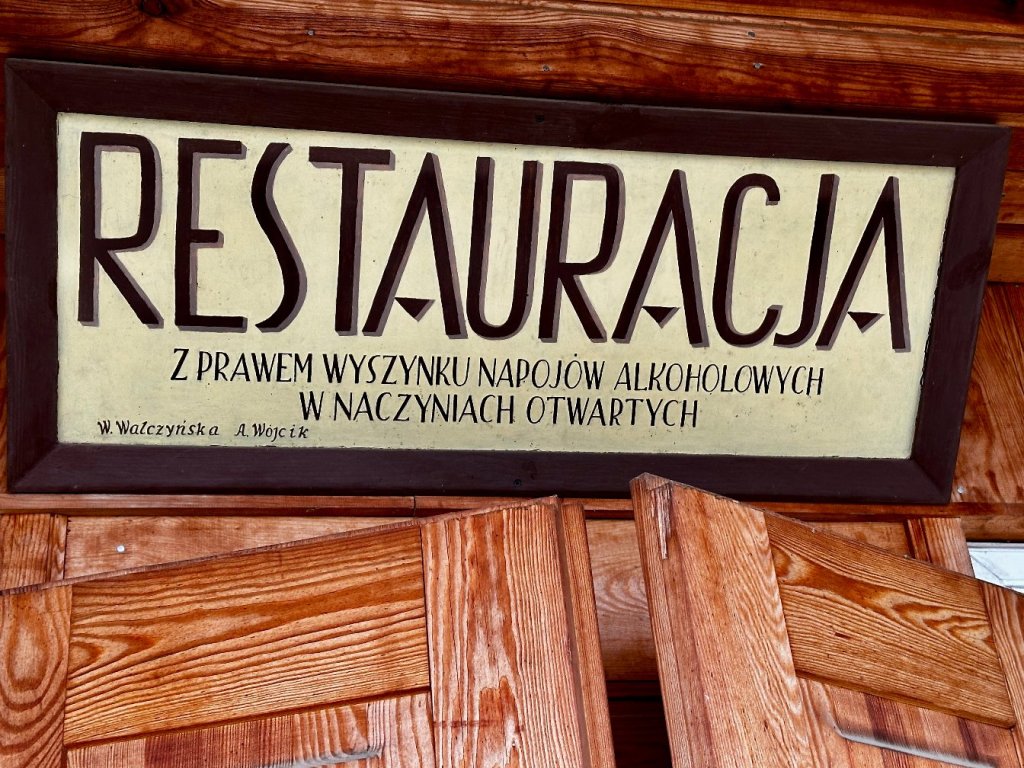 RESTAURACJA
Z PRAWEM WYSZYNKU NAPOJÓW ALKOHOLOWYCH
W NACZYNIACH OTWARTYCH
W. Walczyńska A. Wójcik